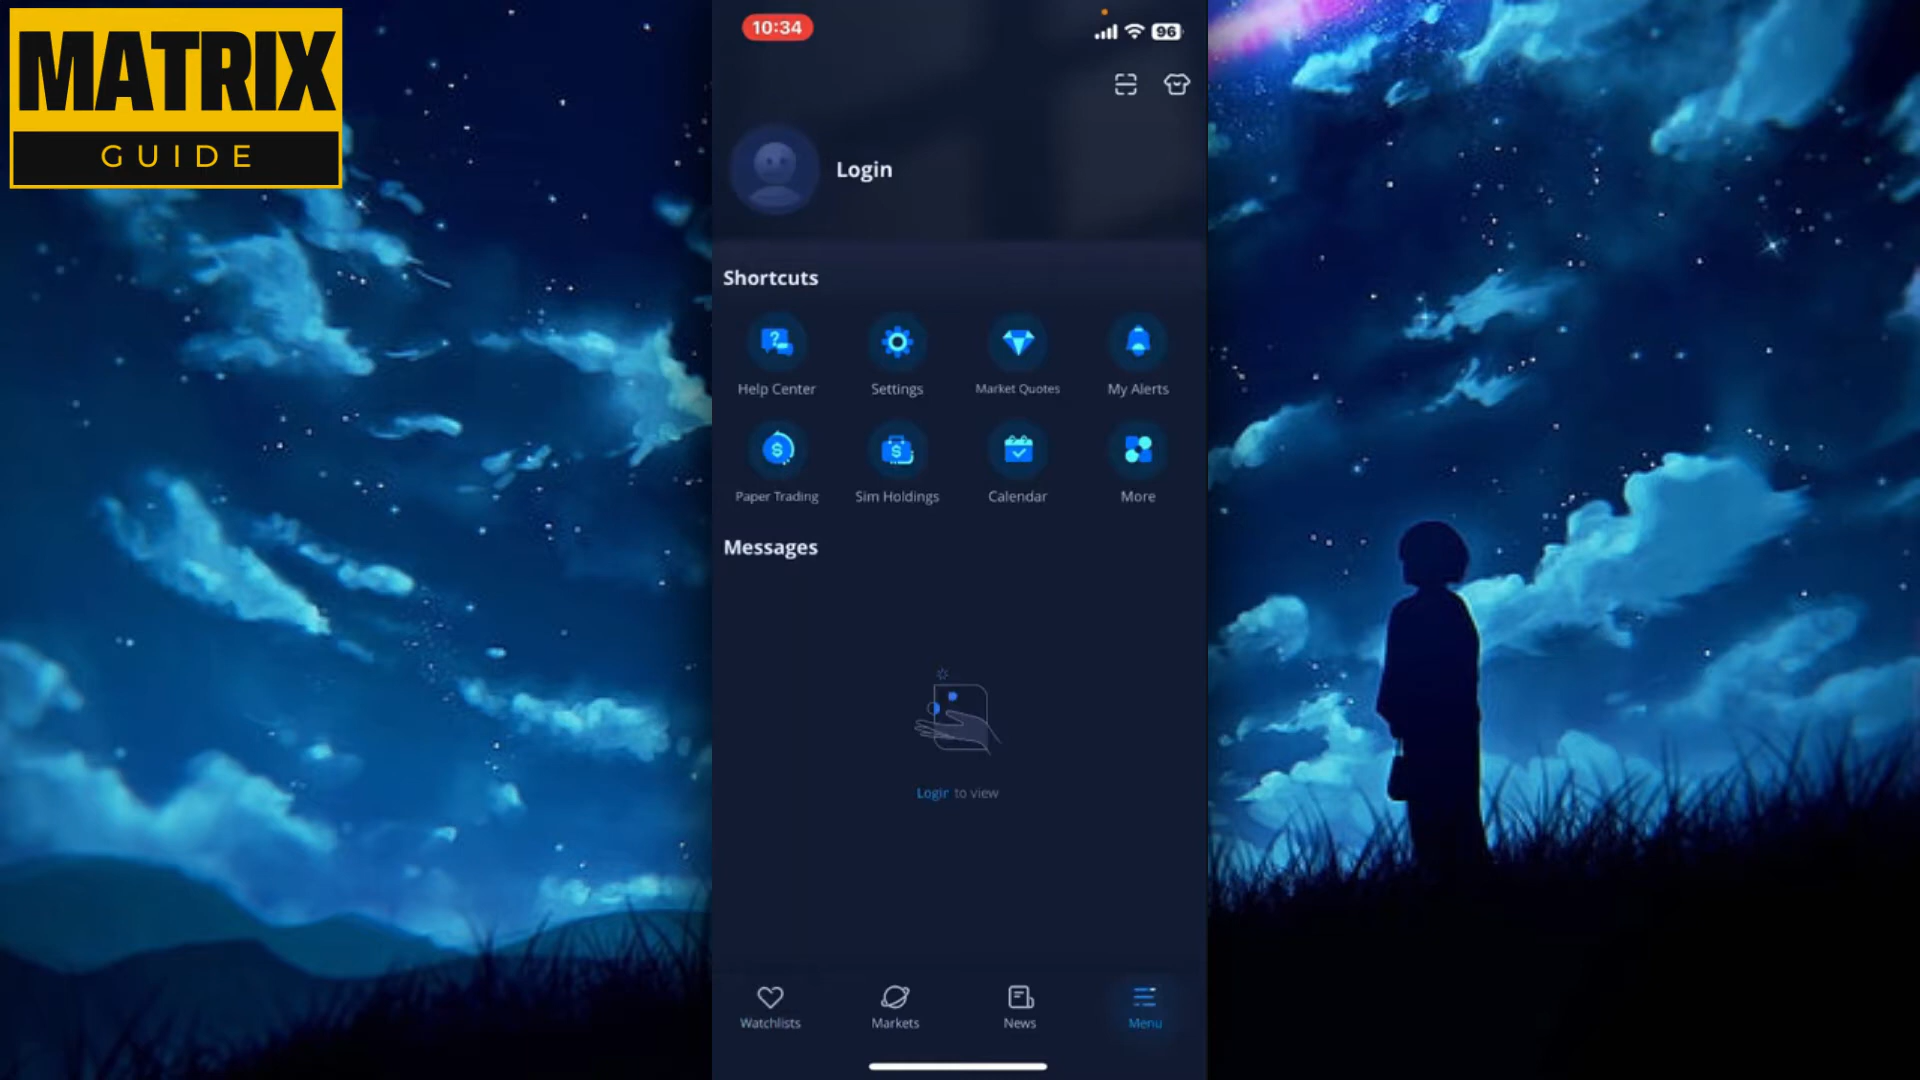 MATRIX
GUIDE
10:34
96
Login
Shortcuts
Help Center
Settings
Market Quotes
My Alerts
Paper Trading
Sim Holdings
Calendar
More
Messages
Login to view
Watchlists
Markets
News
Menu